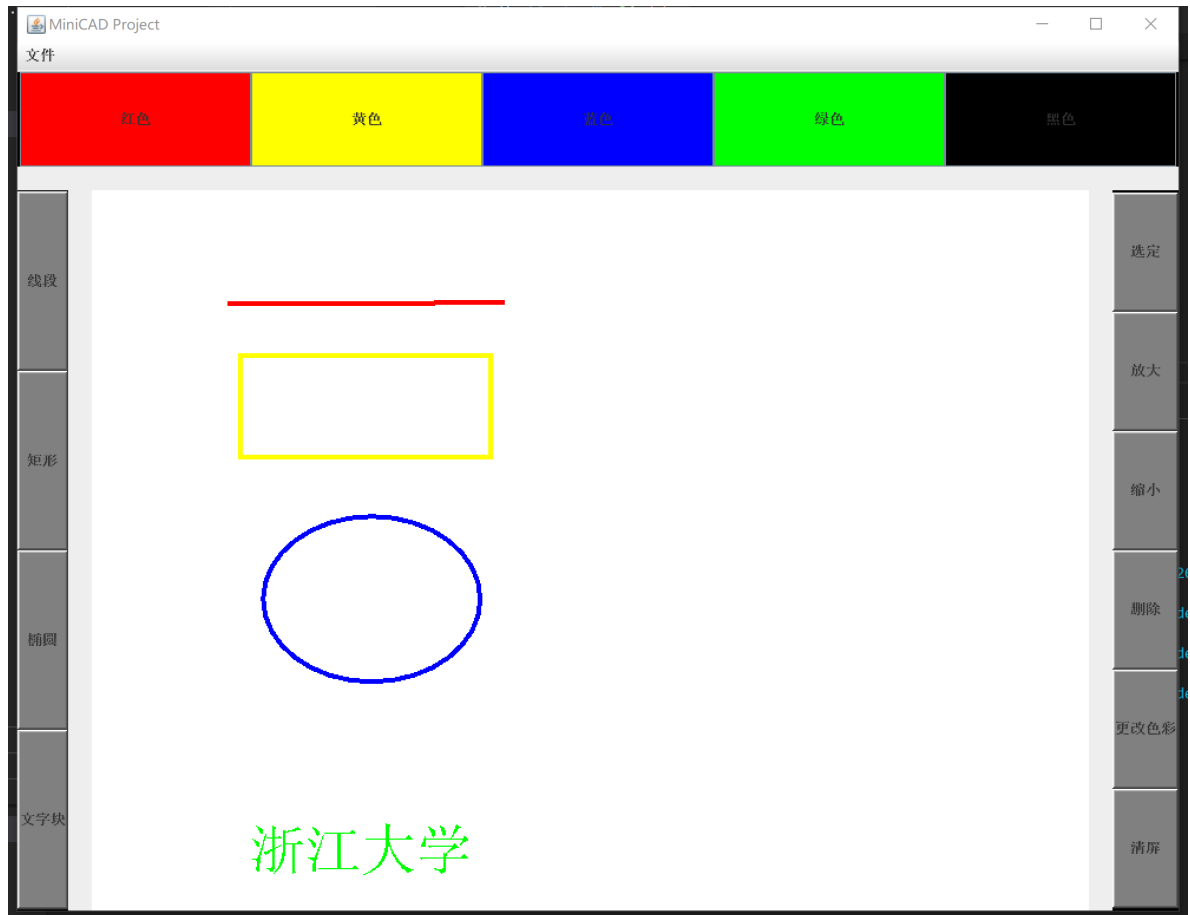 MiniCAD Project
文件
红色 黄色 蓝色 绿色 黑色
线段
矩形
椭圆
文字块
浙江大学
选定
放大
缩小
删除
更改色彩
清屏